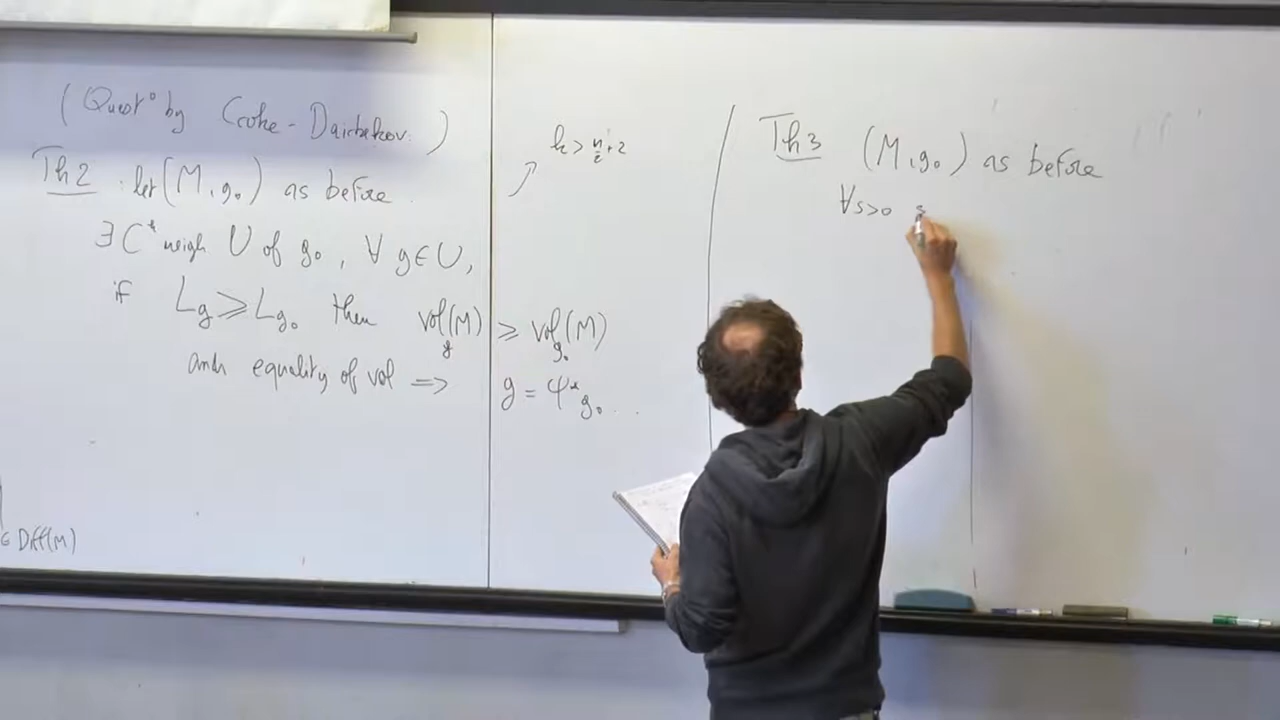 (Quest° by Croke - Dairbekov.)
Th2 : let (M, g₀) as before.
∃ Cᵏ neigh U of g₀, ∀ g ∈ U,
if L_g ⩾ L_g₀ then vol_g(M) ⩾ vol_g₀(M)
and equality of vol ⟹ g = ψ* g₀ ...
∈ Diff(M)
k > n/2 + 2
Th3 (M, g₀) as before
∀s>0